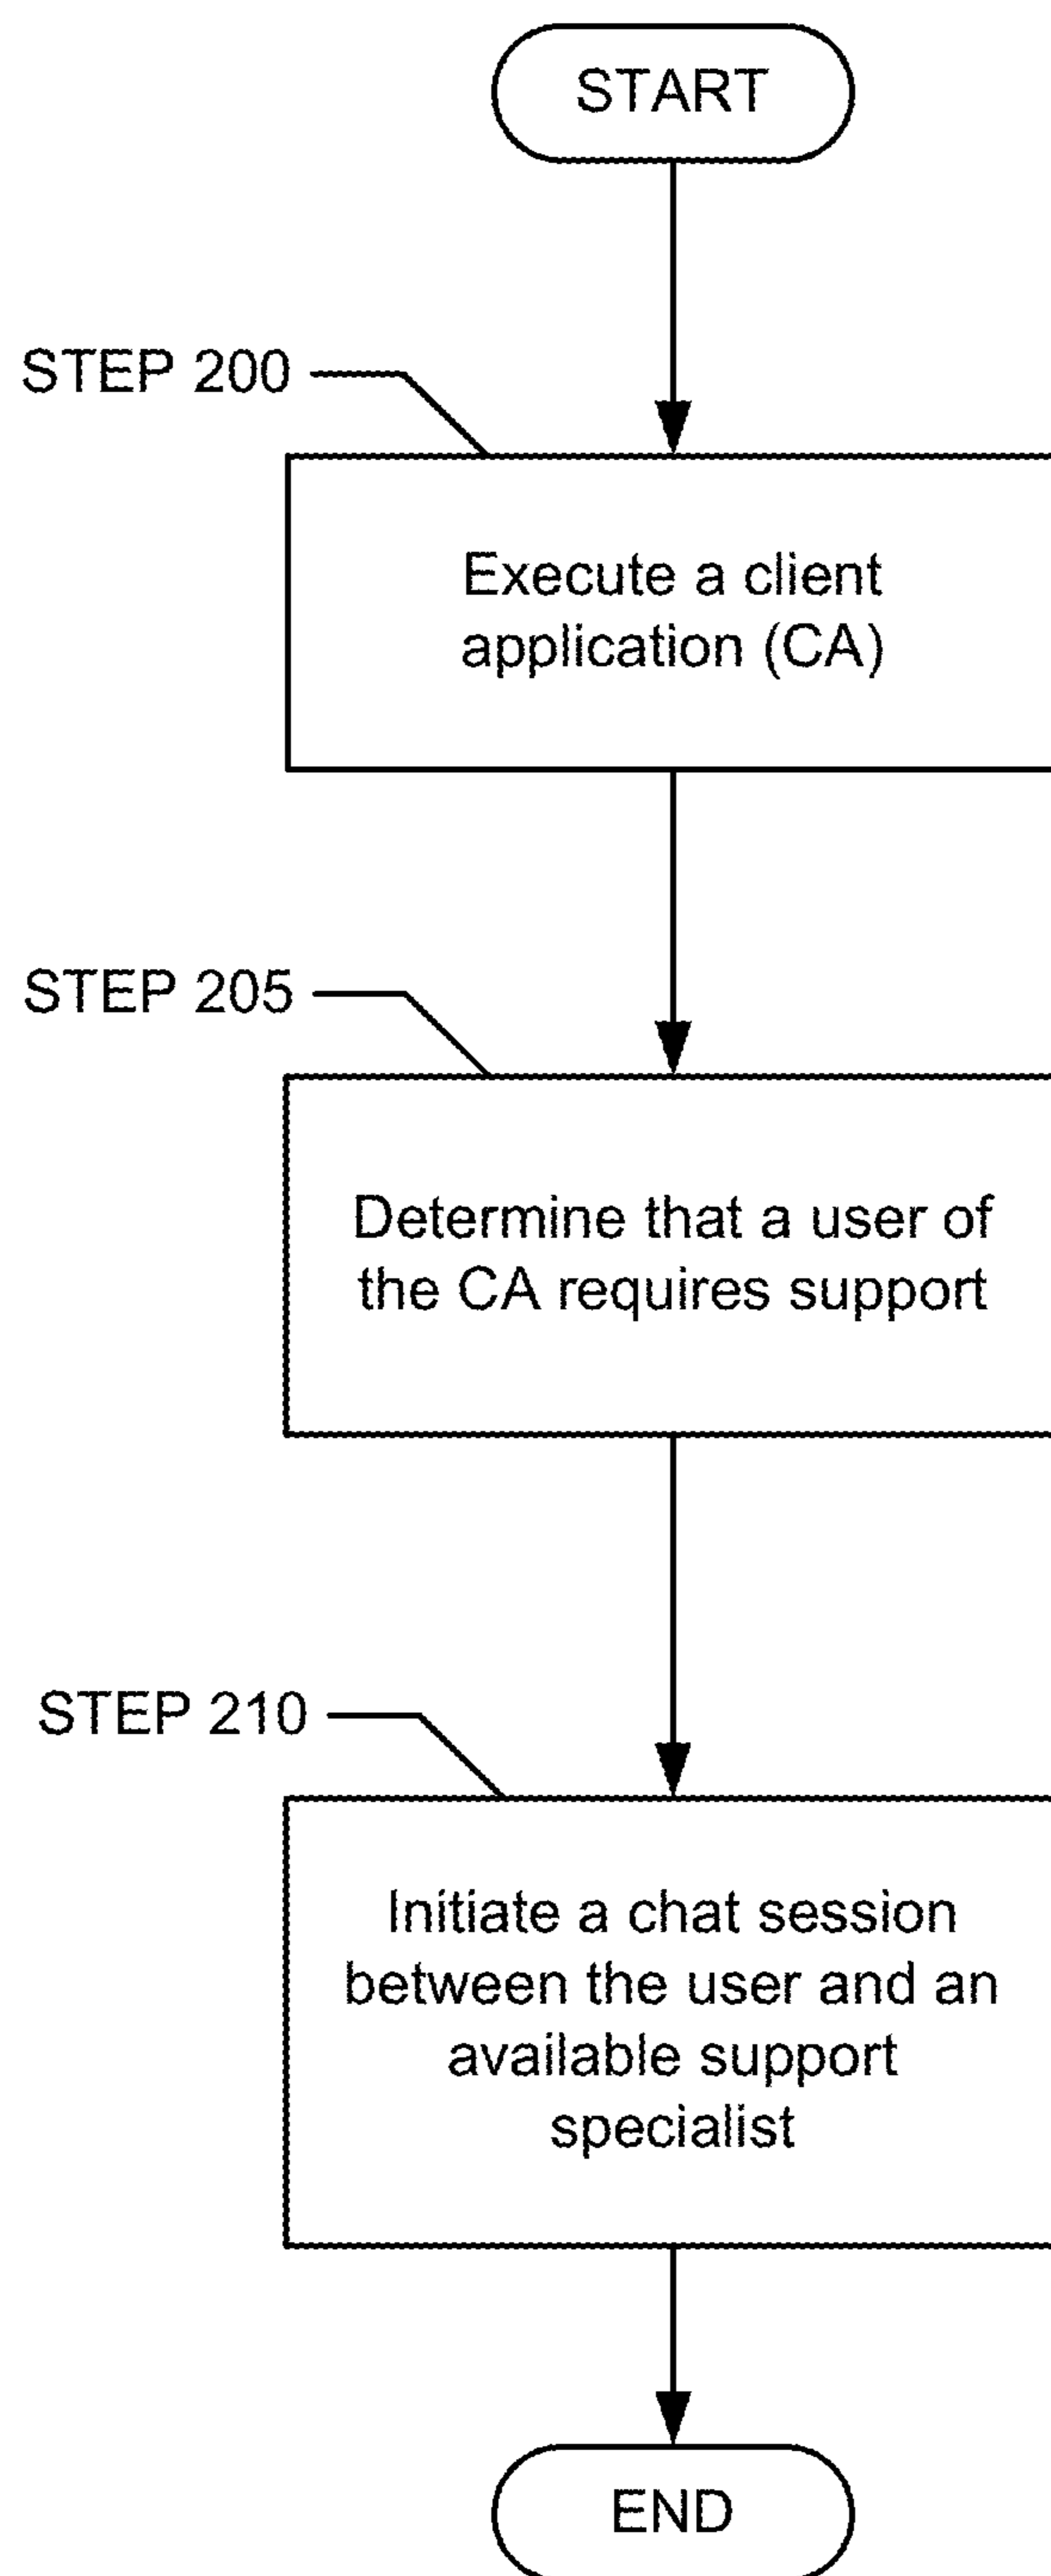 START
STEP 200
Execute a client
application (CA)
STEP 205
Determine that a user of
the CA requires support
STEP 210
Initiate a chat session
between the user and an
available support
specialist
END